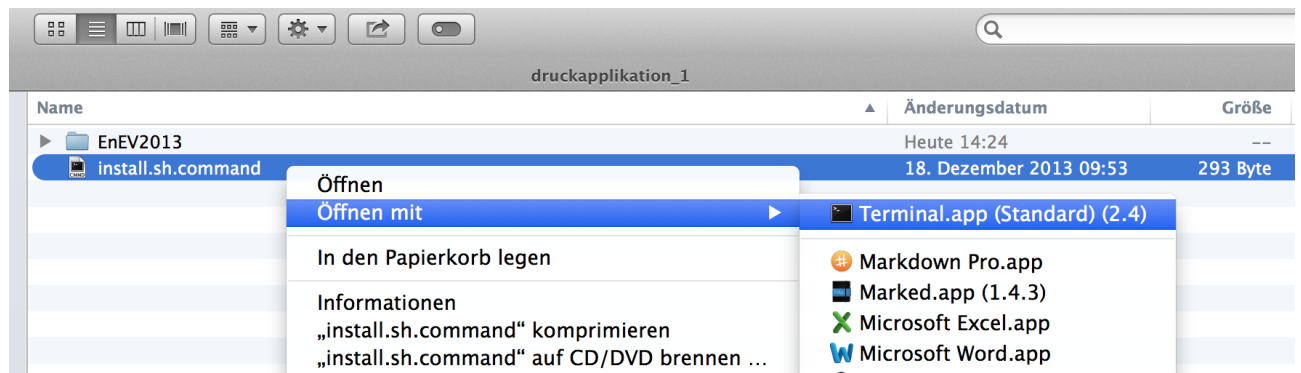 druckapplikation_1
Name Änderungsdatum Größe
EnEV2013 Heute 14:24 --
install.sh.command 18. Dezember 2013 09:53 293 Byte
Öffnen
Öffnen mit
In den Papierkorb legen
Informationen
„install.sh.command“ komprimieren
„install.sh.command“ auf CD/DVD brennen ...
Terminal.app (Standard) (2.4)
Markdown Pro.app
Marked.app (1.4.3)
Microsoft Excel.app
Microsoft Word.app